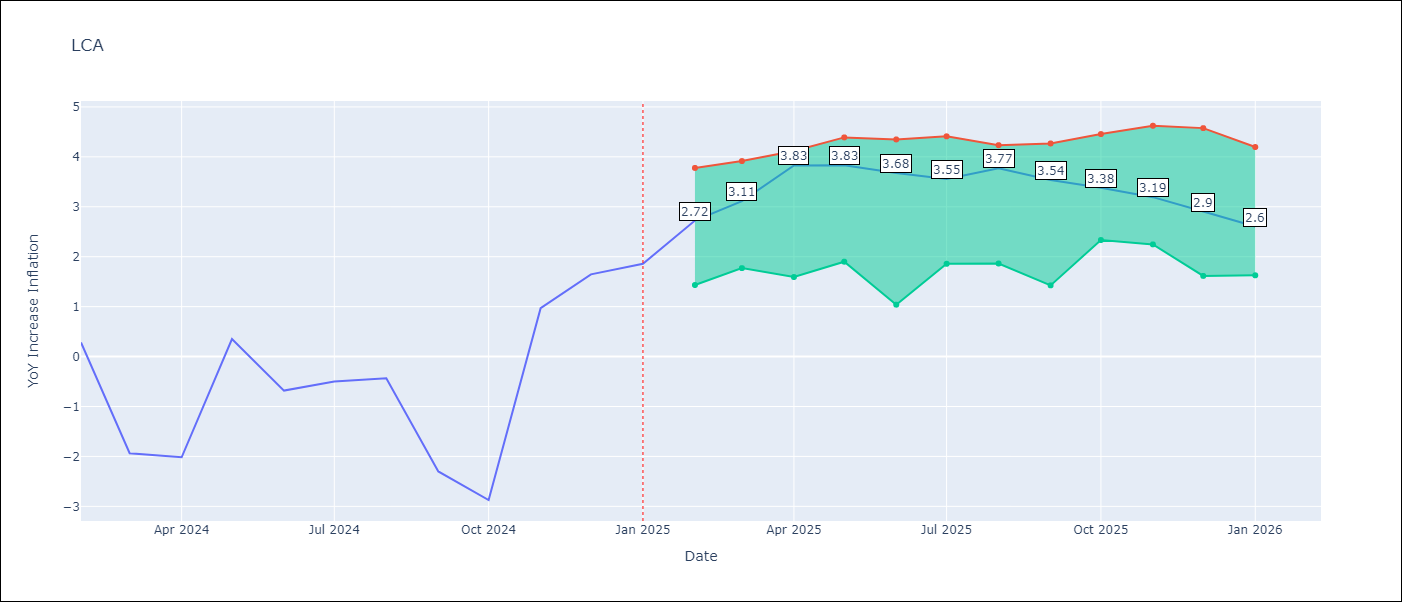 LCA
YoY Increase Inflation
5
4
3
2
1
0
−1
−2
−3
2.72
3.11
3.83
3.83
3.68
3.55
3.77
3.54
3.38
3.19
2.9
2.6
Apr 2024
Jul 2024
Oct 2024
Jan 2025
Apr 2025
Jul 2025
Oct 2025
Jan 2026
Date